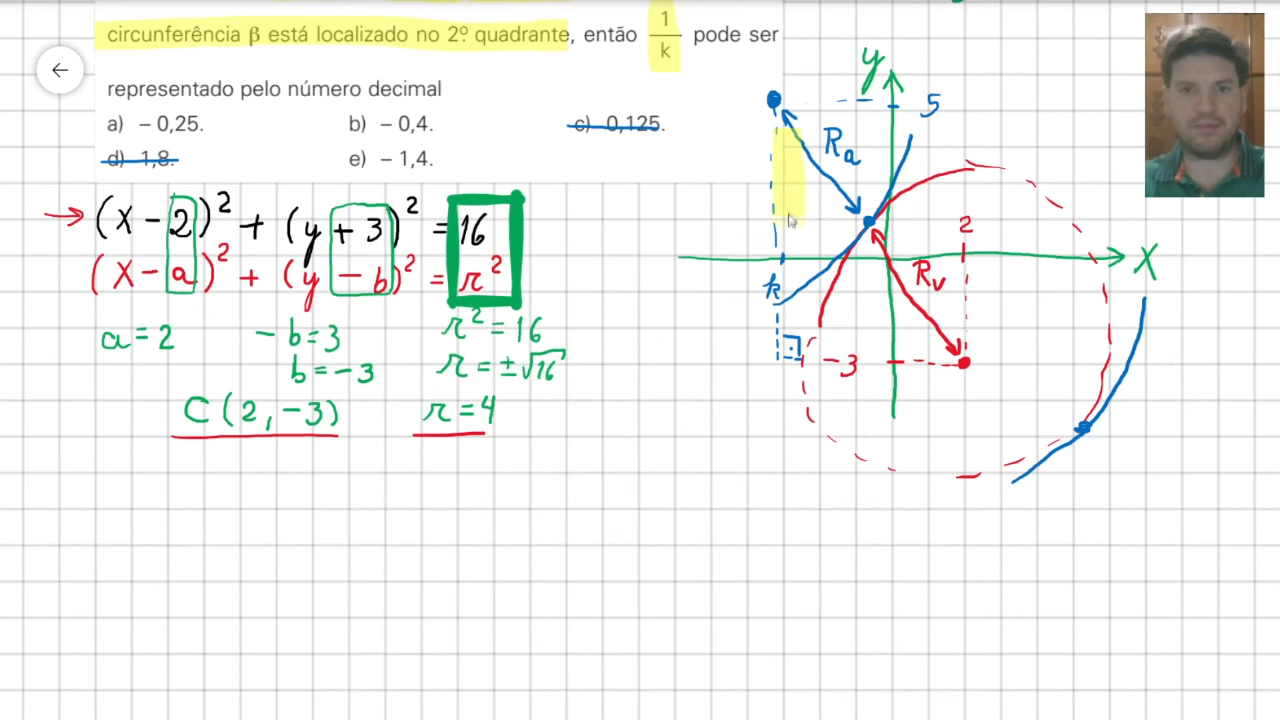 circunferência β está localizado no 2º quadrante, então 1/k pode ser
representado pelo número decimal
a) – 0,25. b) – 0,4. c) 0,125.
d) 1,8. e) – 1,4.
(x – 2)² + (y + 3)² = 16
(x – a)² + (y – b)² = r²
a = 2 – b = 3 r² = 16
b = – 3 r = ±√16
C (2, –3) r = 4
y
5
Ra
2
x
Rv
k
–3